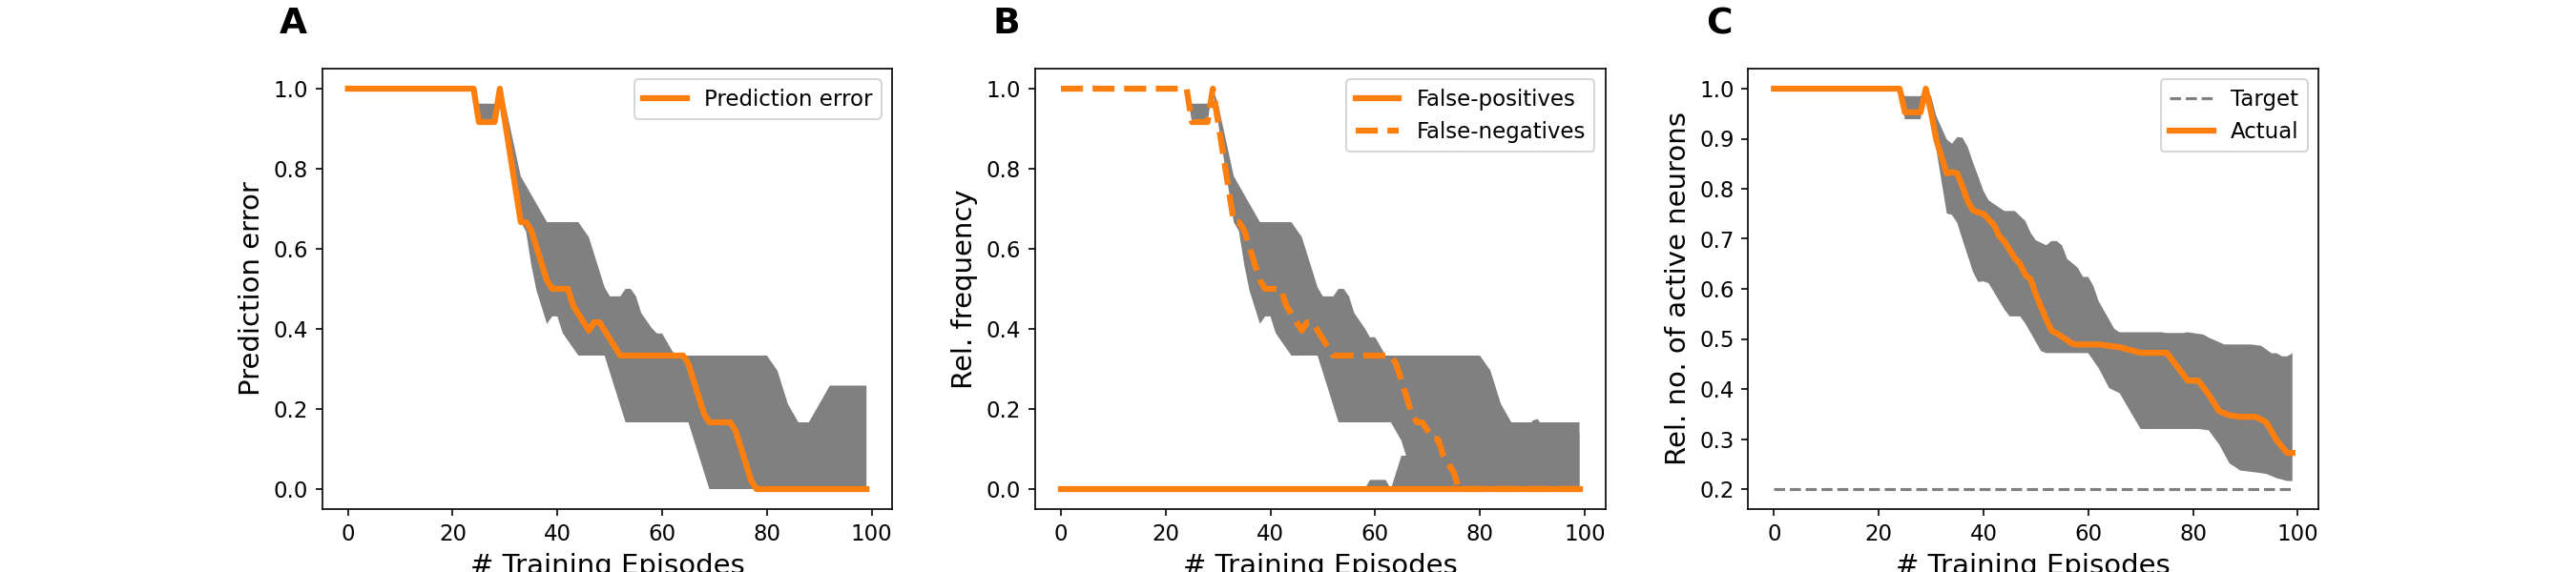 A
Prediction error
1.0
0.8
0.6
0.4
0.2
0.0
0 20 40 60 80 100
# Training Episodes
Prediction error
B
False-positives
False-negatives
1.0
0.8
0.6
0.4
0.2
0.0
0 20 40 60 80 100
# Training Episodes
Rel. frequency
C
Target
Actual
1.0
0.9
0.8
0.7
0.6
0.5
0.4
0.3
0.2
0 20 40 60 80 100
# Training Episodes
Rel. no. of active neurons